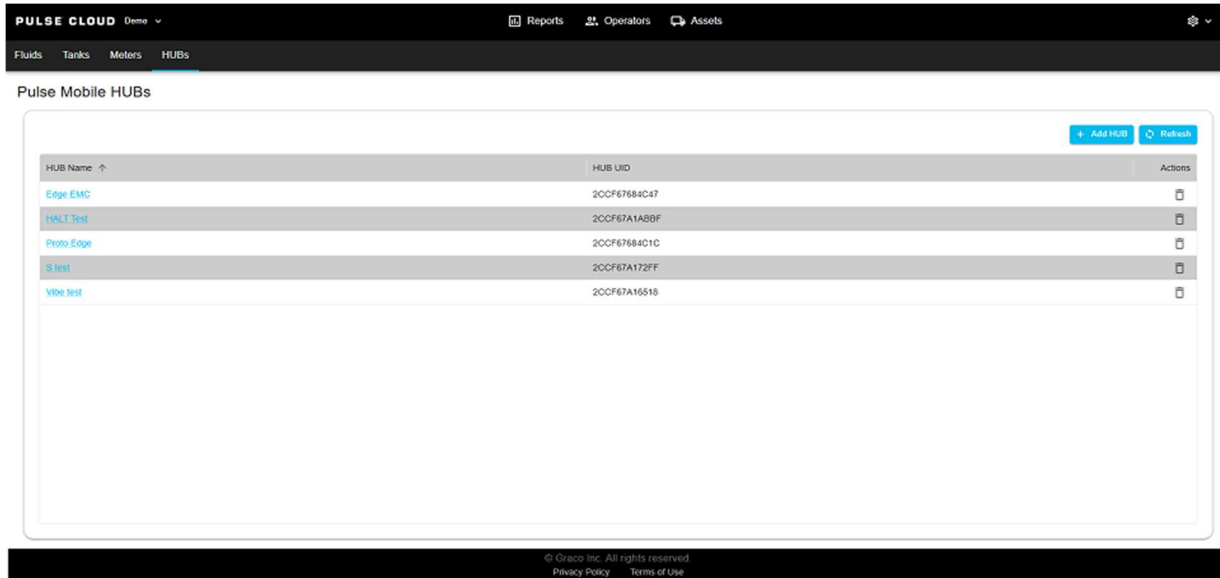 PULSE CLOUD Demo Reports Operators Assets
Fluids Tanks Meters HUBs
Pulse Mobile HUBs
+ Add HUB Refresh
HUB Name ↑ HUB UID Actions
Edge EMC 2CCF67684C47
HALT Test 2CCF67A1ABBF
Proto Edge 2CCF67684C1C
S test 2CCF67A172FF
Vibe test 2CCF67A16518
© Graco Inc. All rights reserved.
Privacy Policy Terms of Use